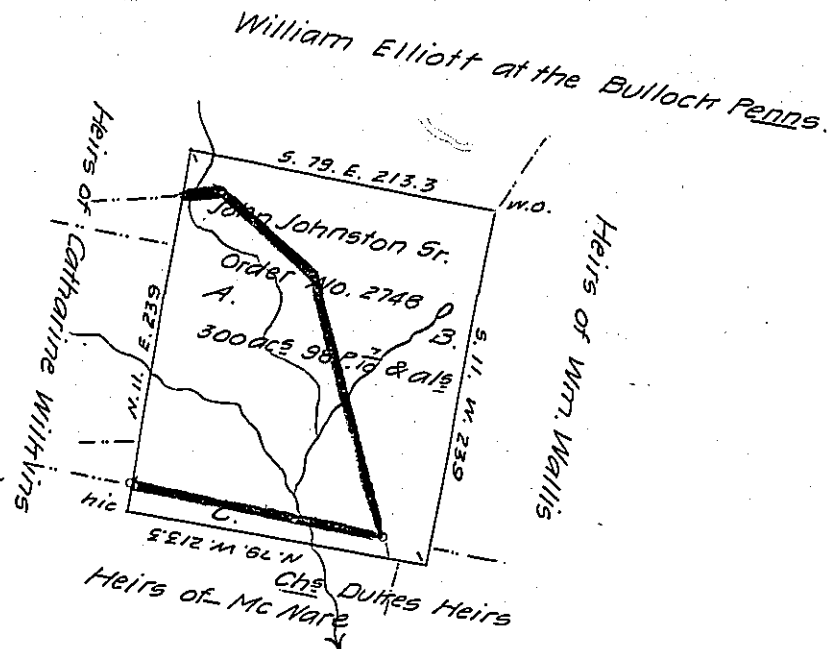 William Elliott at the Bullock Penns.
Heirs of Catharine Wilkins
S. 79. E. 213.3
W.O.
John Johnston Sr.
Order No. 2748
A.
B.
300 acs 98 P. 7/10 & als
N. 11. E. 239
S. 11. W. 239
Heirs of Wm. Wallis
hic
C.
N. 79. W. 213.3
Heirs of Mc Nare
Chs Dukes Heirs